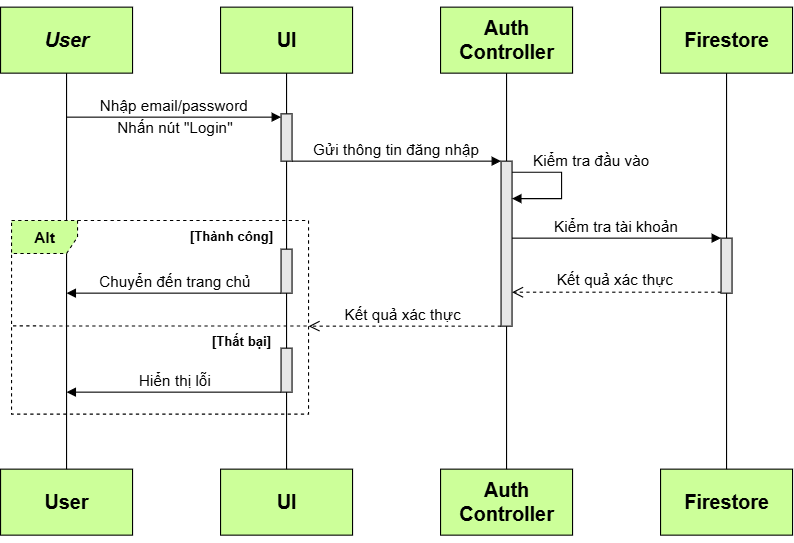 User
UI
Auth
Controller
Firestore
Nhập email/password
Nhấn nút "Login"
Gửi thông tin đăng nhập
Kiểm tra đầu vào
Kiểm tra tài khoản
Alt
[Thành công]
Chuyển đến trang chủ
Kết quả xác thực
Kết quả xác thực
[Thất bại]
Hiển thị lỗi
User
UI
Auth
Controller
Firestore